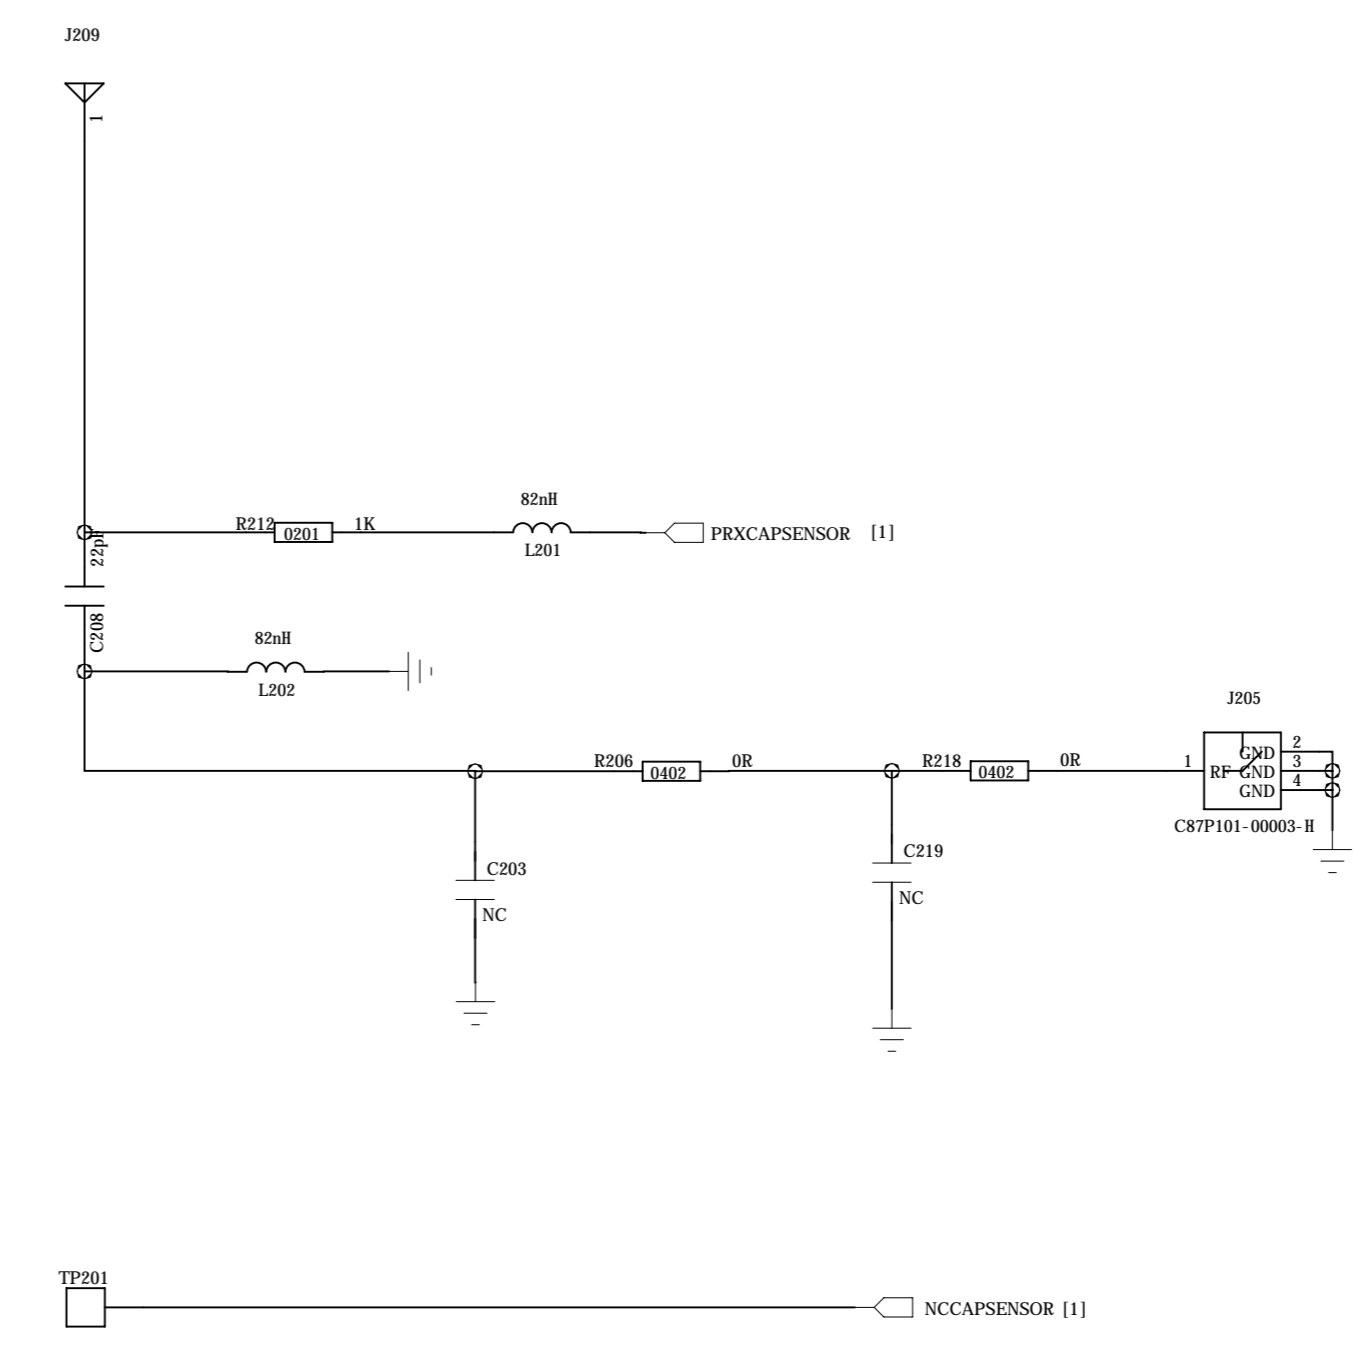 J209
1
82nH
R212
0201
1K
PRXCAPSENSOR [1]
L201
22pF
C208
82nH
L202
J205
R206
0402
0R
R218
0402
0R
1
RF
GND
GND
GND
2
3
4
C87P101-00003-H
C203
NC
C219
NC
TP201
NCCAPSENSOR [1]